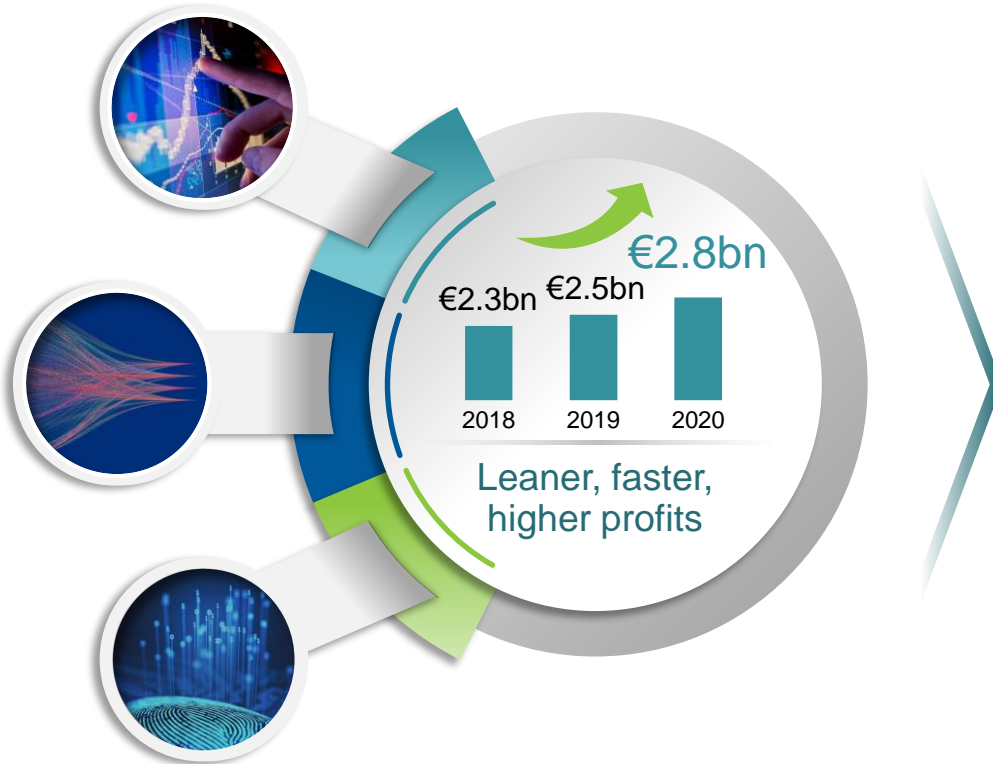 €2.8bn
€2.3bn €2.5bn
2018 2019 2020
Leaner, faster,
higher profits